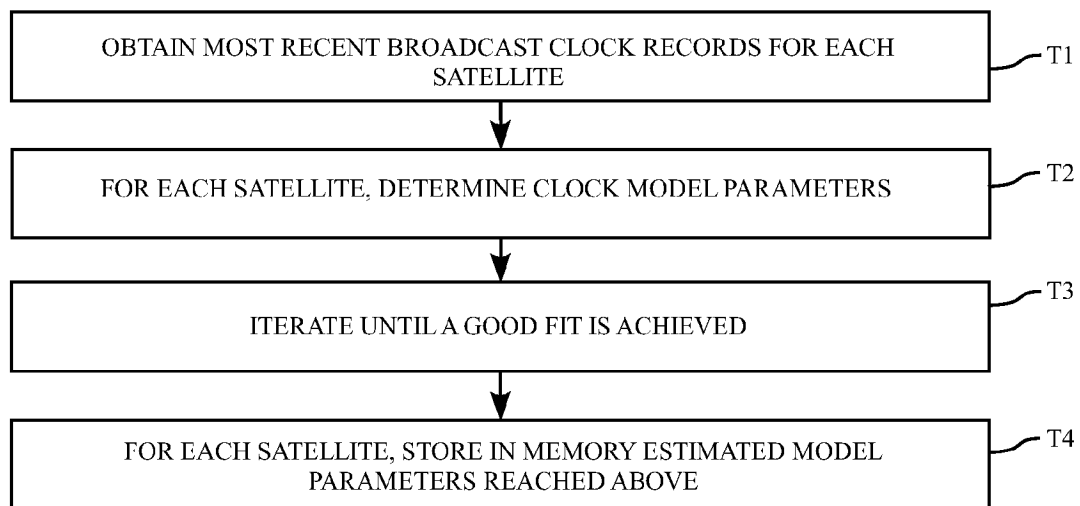 OBTAIN MOST RECENT BROADCAST CLOCK RECORDS FOR EACH
SATELLITE
T1
FOR EACH SATELLITE, DETERMINE CLOCK MODEL PARAMETERS
T2
ITERATE UNTIL A GOOD FIT IS ACHIEVED
T3
FOR EACH SATELLITE, STORE IN MEMORY ESTIMATED MODEL
PARAMETERS REACHED ABOVE
T4